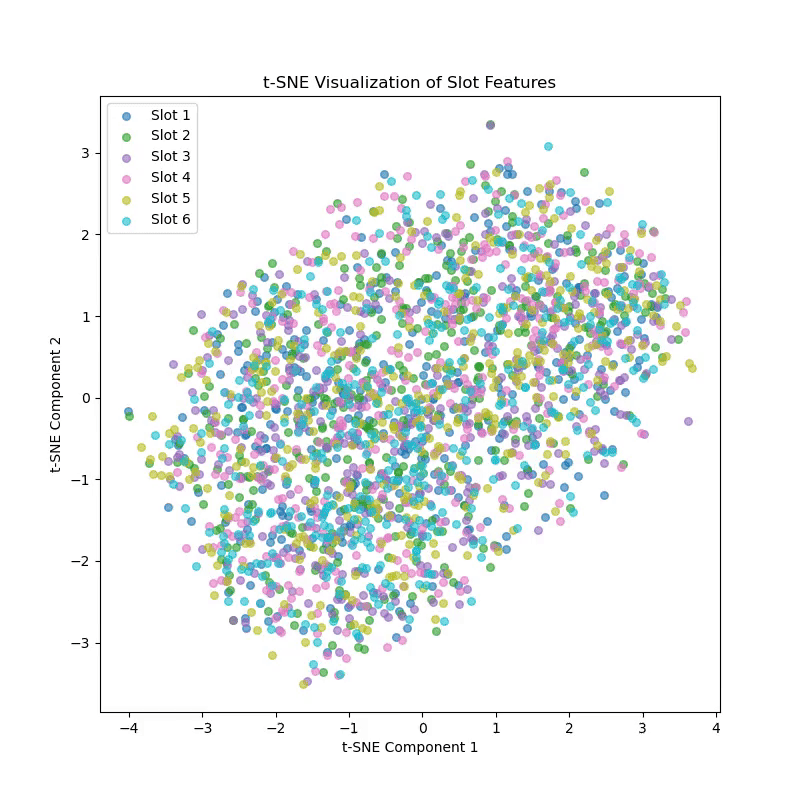 t-SNE Visualization of Slot Features
Slot 1
Slot 2
Slot 3
Slot 4
Slot 5
Slot 6
3
2
1
0
−1
−2
−3
t-SNE Component 2
−4 −3 −2 −1 0 1 2 3 4
t-SNE Component 1